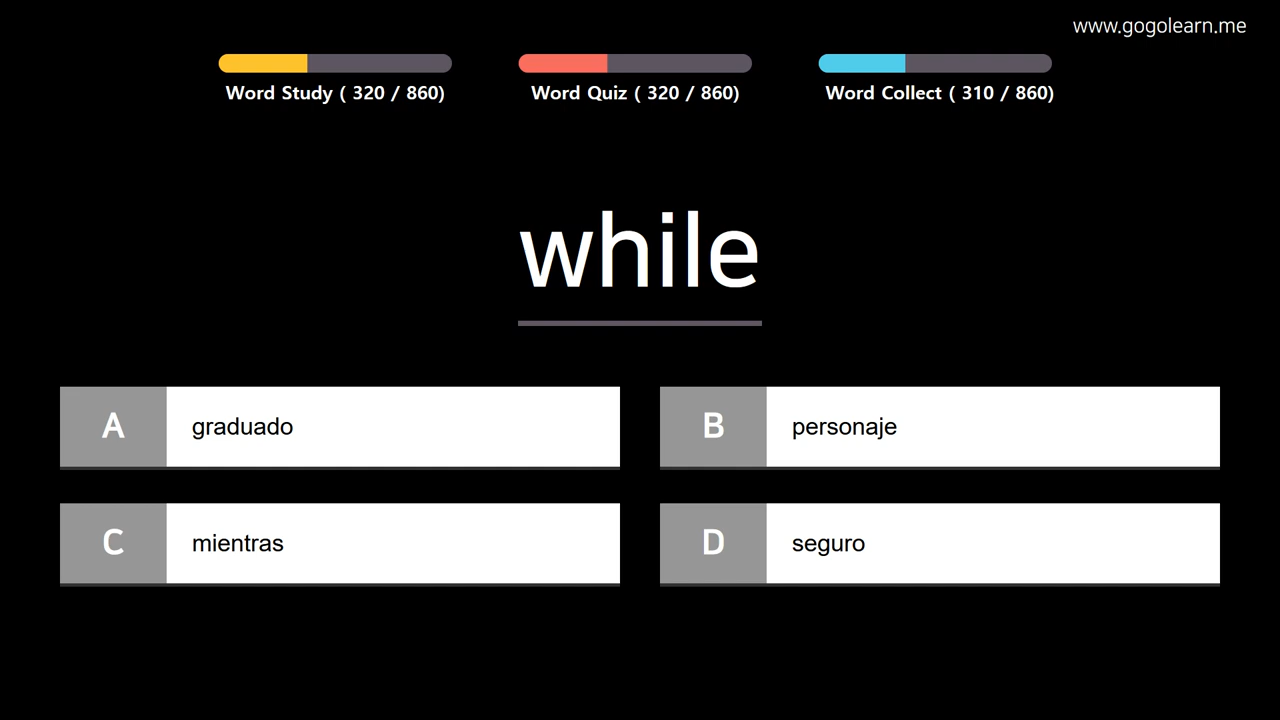 www.gogolearn.me
Word Study ( 320 / 860)
Word Quiz ( 320 / 860)
Word Collect ( 310 / 860)
while
A graduado
B personaje
C mientras
D seguro